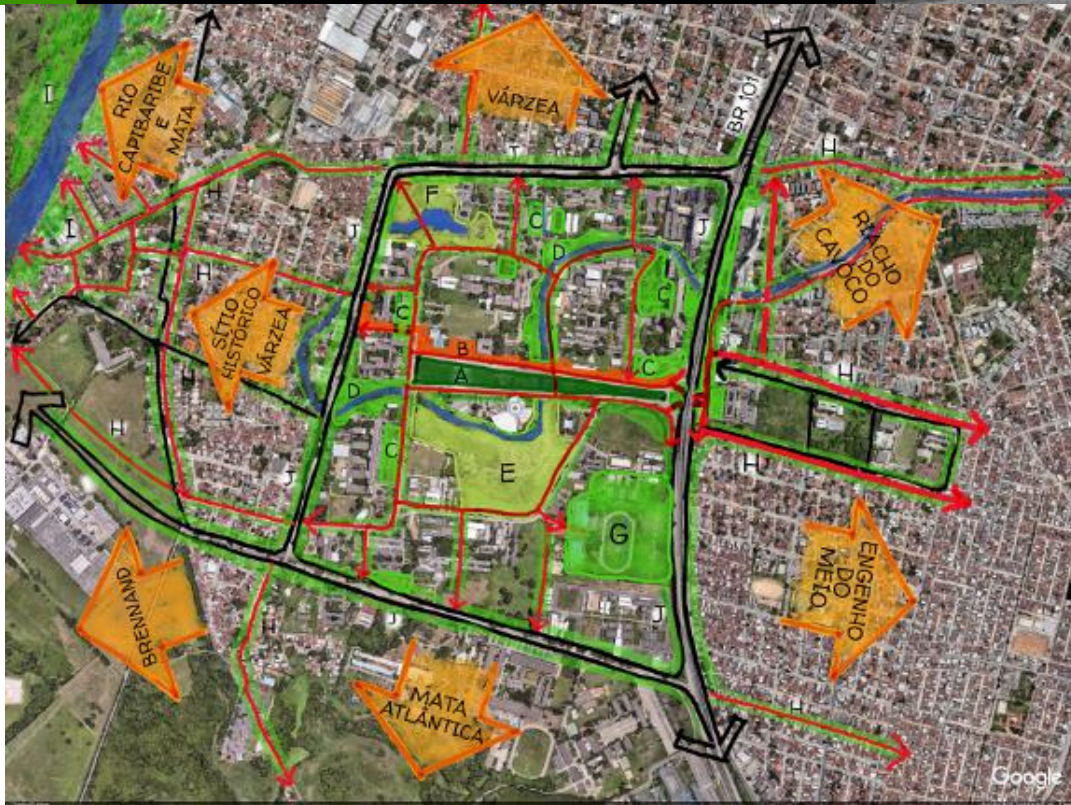 I
RIO
CAPIBARIBE
E
MATA
VÁRZEA
BR 101
H
J
H
H
F
C
J
J
D
RIACHO
DO
CAVOCO
I
H
SÍTIO
HISTÓRICO
VÁRZEA
C
C
B
A
C
H
D
H
H
C
E
H
J
G
ENGENHO
DO
MEIO
BRENNAND
J
J
MATA
ATLÂNTICA
H
Google